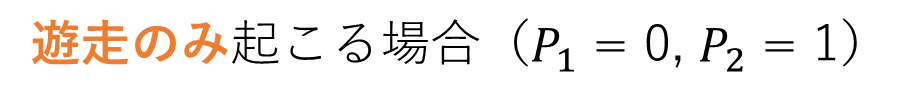 遊走のみ起こる場合（𝑃₁ = 0, 𝑃₂ = 1）